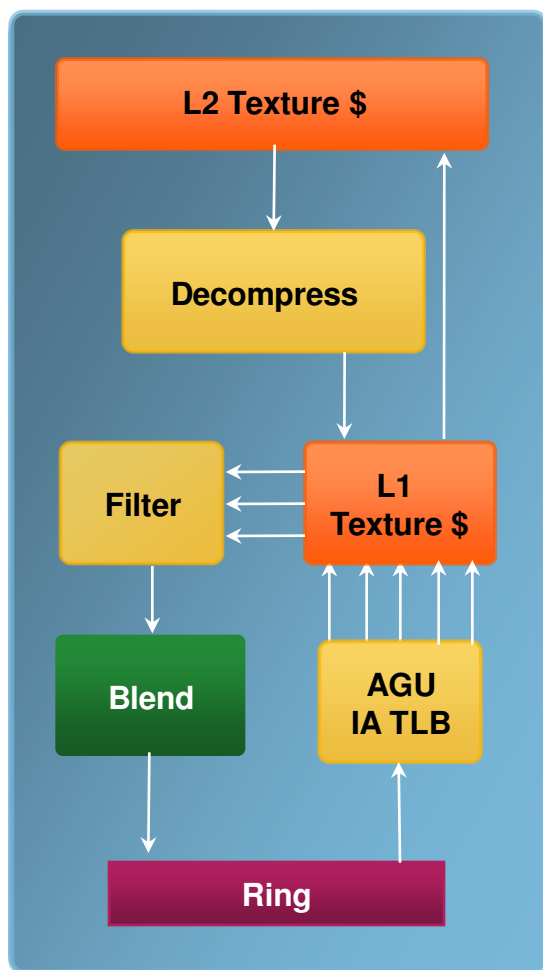 L2 Texture $
Decompress
Filter
L1
Texture $
Blend
AGU
IA TLB
Ring